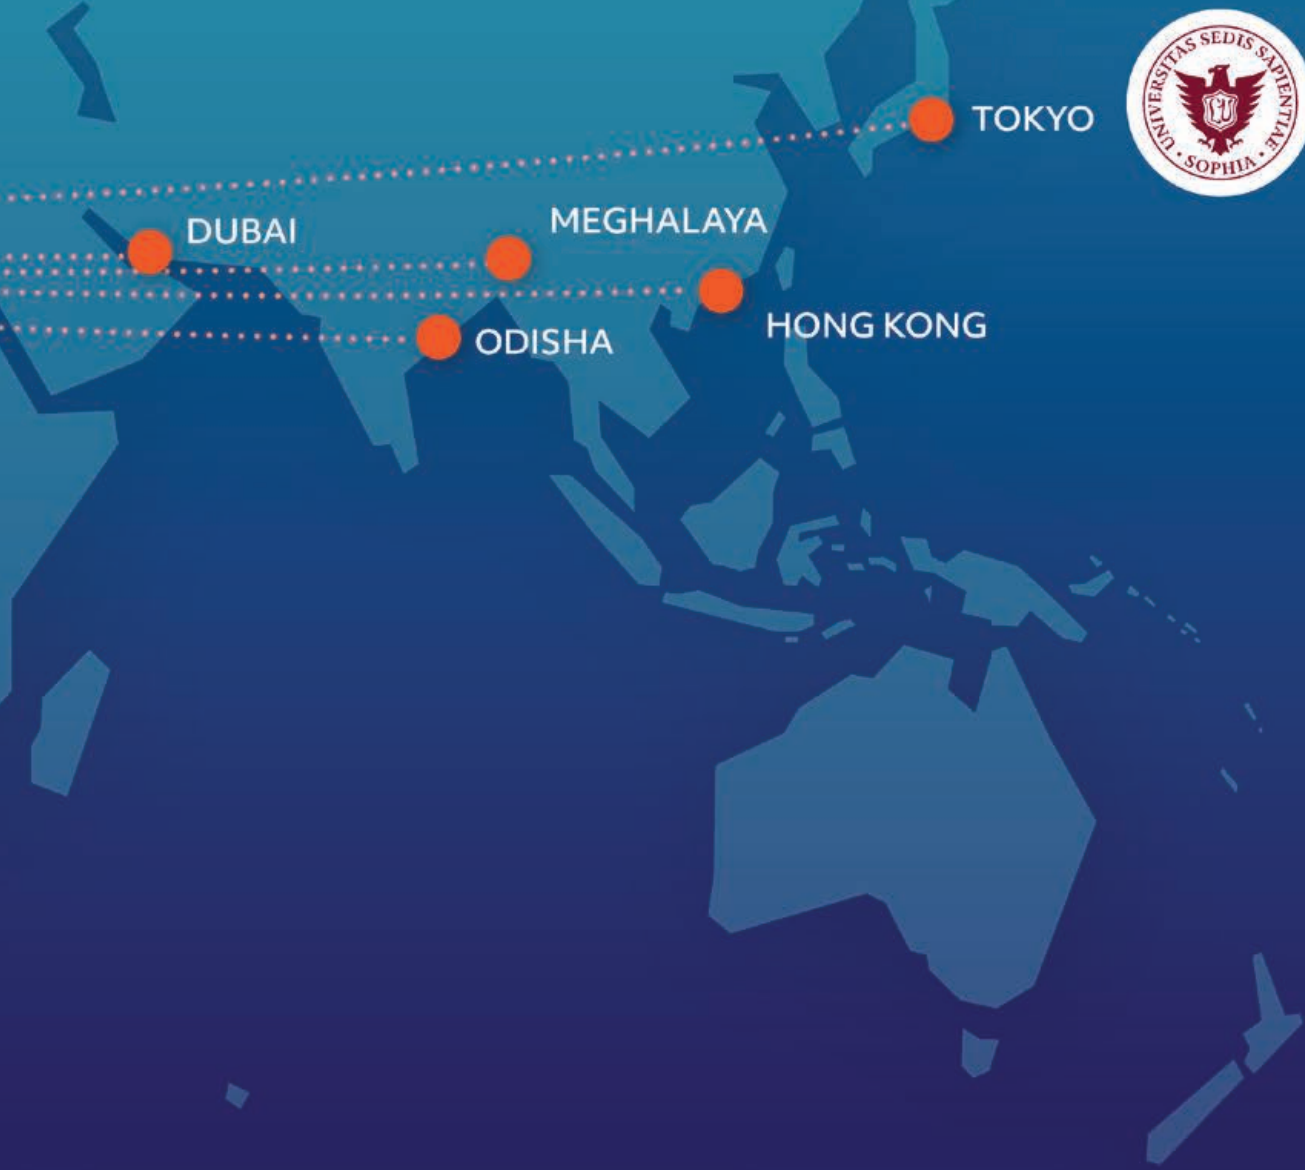 TOKYO
UNIVERSITAS SEDIS SAPIENTIAE
• SOPHIA •
DUBAI
MEGHALAYA
HONG KONG
ODISHA